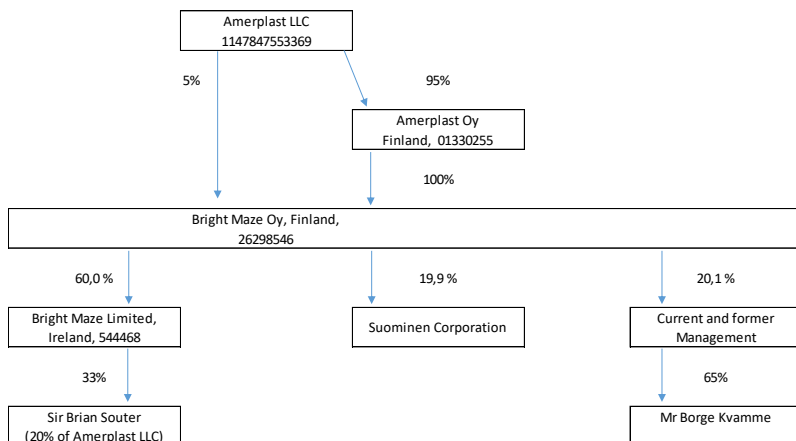 Amerplast LLC
1147847553369
5%
95%
Amerplast Oy
Finland, 01330255
100%
Bright Maze Oy, Finland,
26298546
60,0 %
19,9 %
20,1 %
Bright Maze Limited,
Ireland, 544468
Suominen Corporation
Current and former
Management
33%
65%
Sir Brian Souter
(20% of Amerplast LLC)
Mr Borge Kvamme